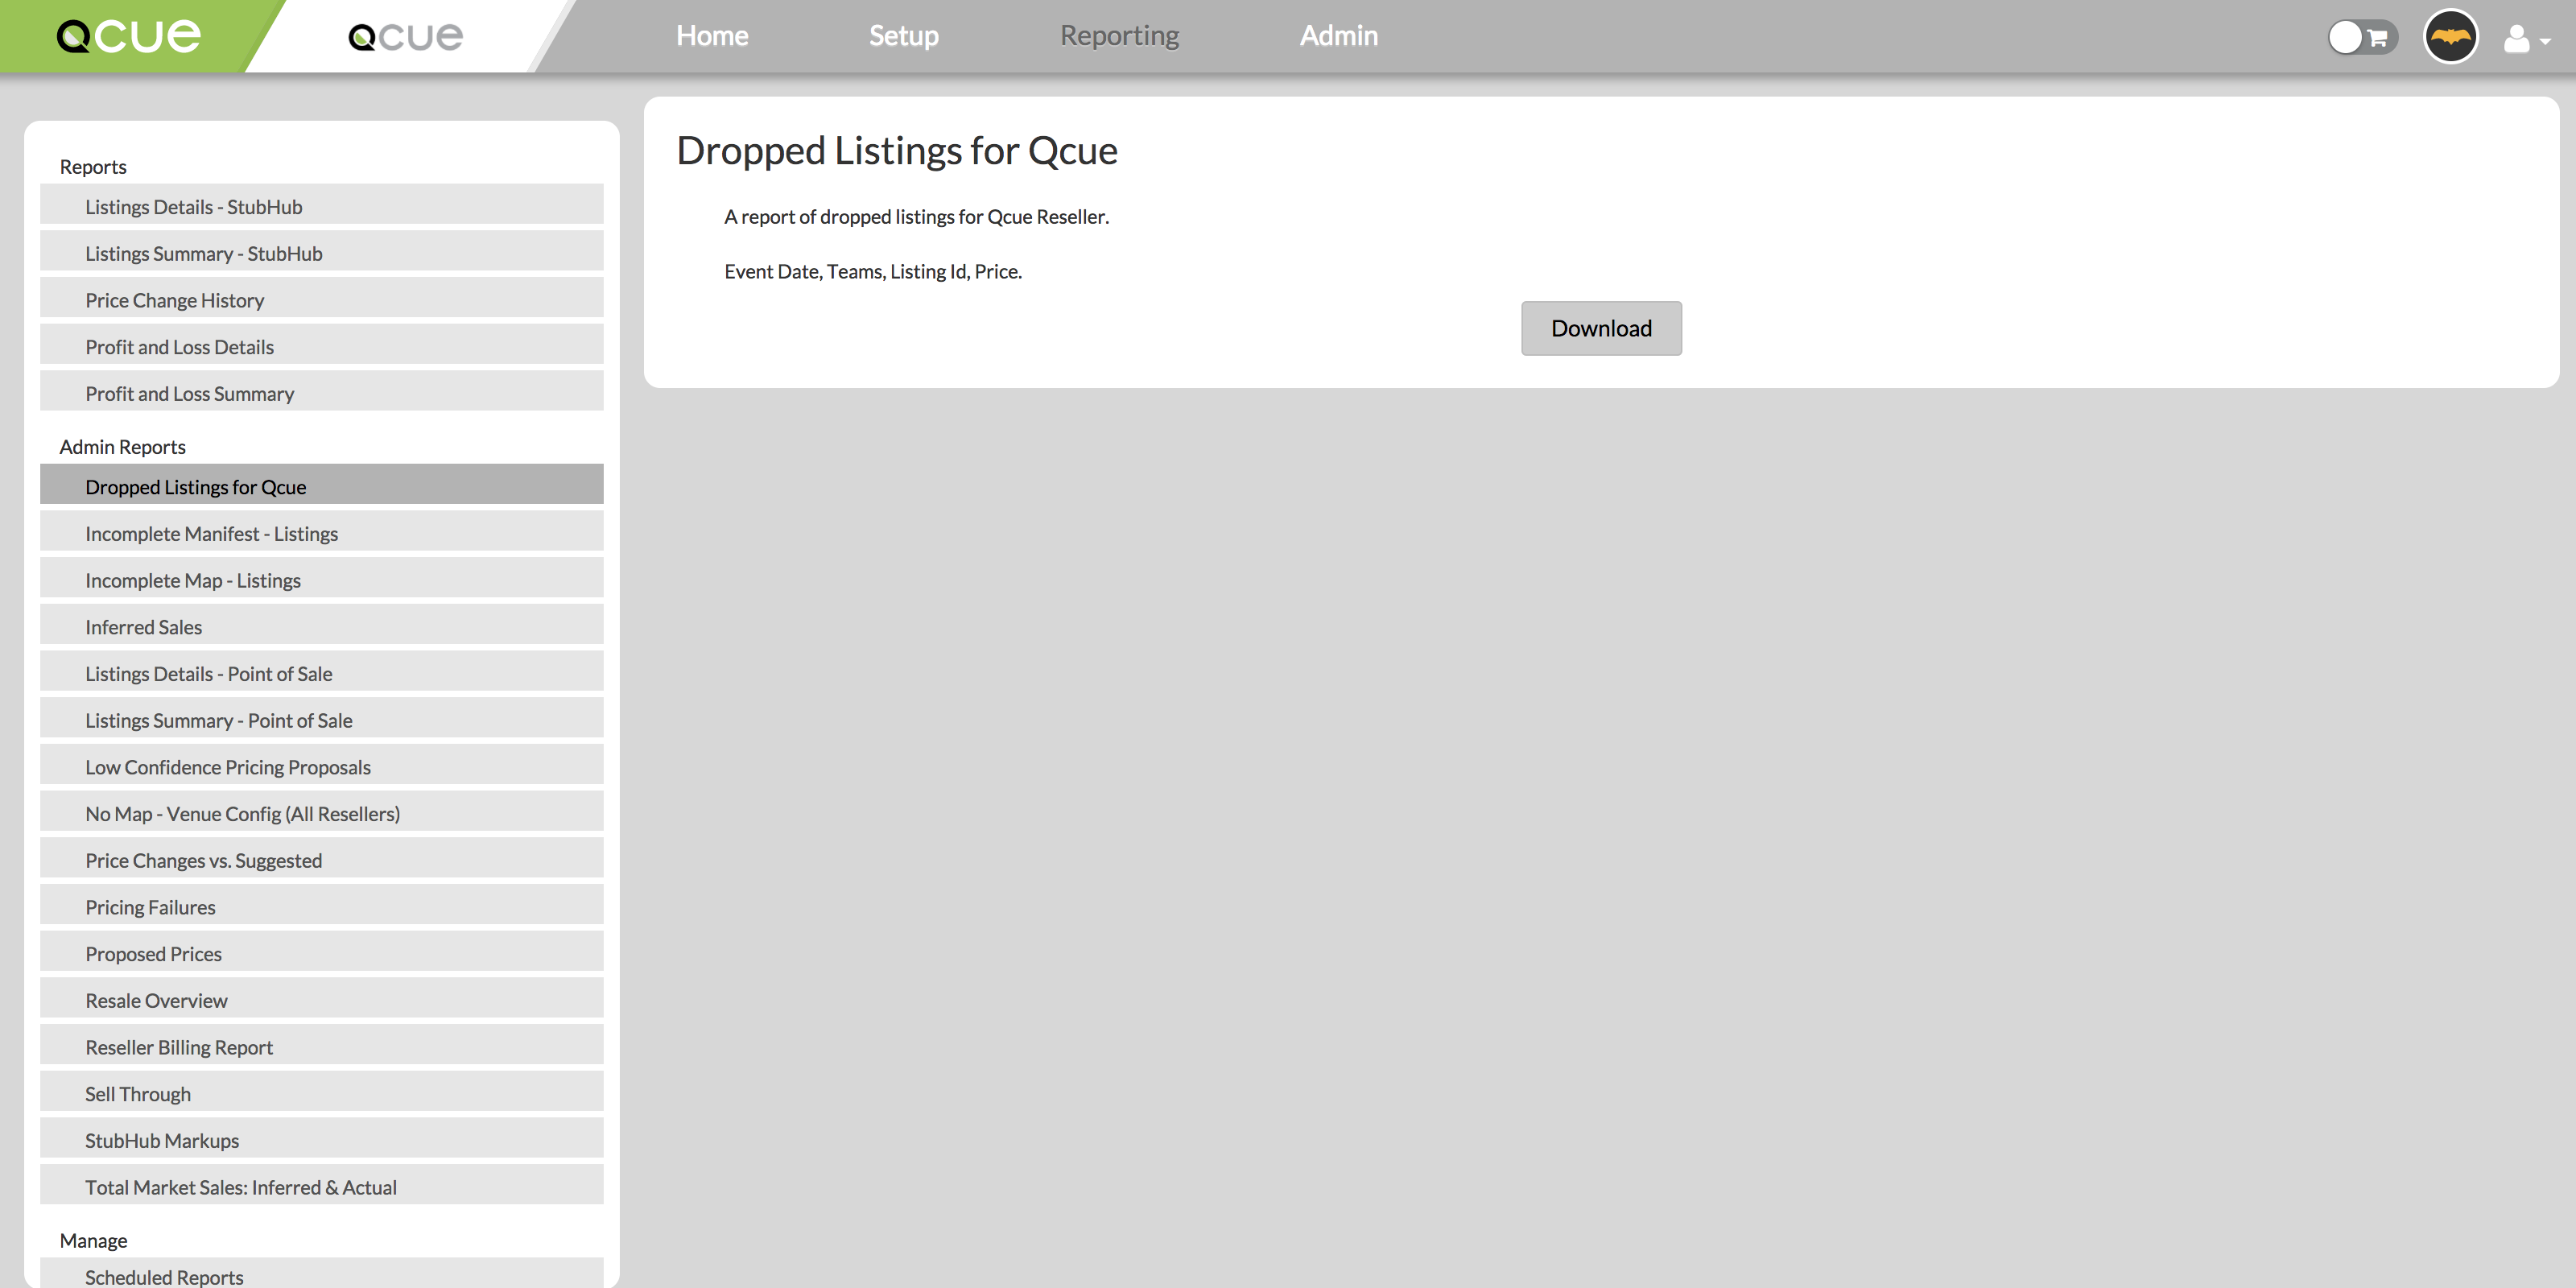 Qcue
Qcue
Home
Setup
Reporting
Admin
Reports
Listings Details - StubHub
Listings Summary - StubHub
Price Change History
Profit and Loss Details
Profit and Loss Summary
Admin Reports
Dropped Listings for Qcue
Incomplete Manifest - Listings
Incomplete Map - Listings
Inferred Sales
Listings Details - Point of Sale
Listings Summary - Point of Sale
Low Confidence Pricing Proposals
No Map - Venue Config (All Resellers)
Price Changes vs. Suggested
Pricing Failures
Proposed Prices
Resale Overview
Reseller Billing Report
Sell Through
StubHub Markups
Total Market Sales: Inferred & Actual
Manage
Scheduled Reports
Dropped Listings for Qcue
A report of dropped listings for Qcue Reseller.
Event Date, Teams, Listing Id, Price.
Download